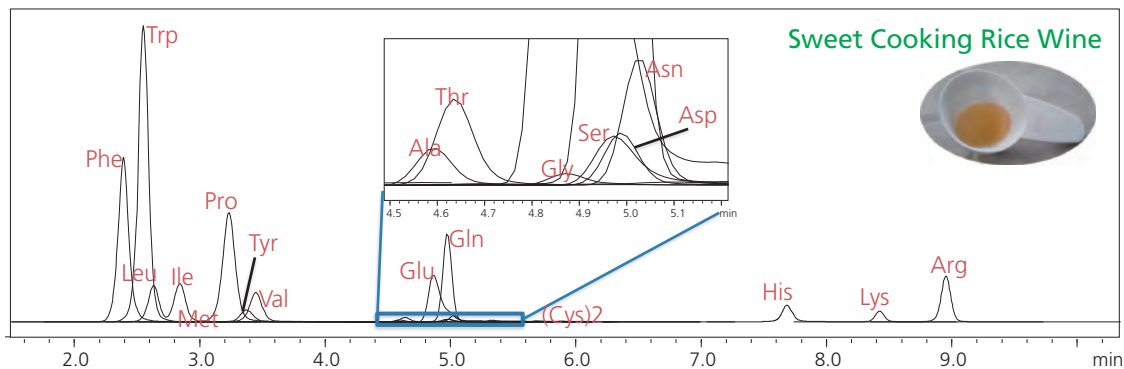 Sweet Cooking Rice Wine
Trp
Phe
Leu
Ile
Met
Pro
Tyr
Val
Thr
Ala
Gly
Ser
Asp
Asn
4.5 4.6 4.7 4.8 4.9 5.0 5.1 min
Glu
Gln
(Cys)2
His
Lys
Arg
2.0 3.0 4.0 5.0 6.0 7.0 8.0 9.0 min